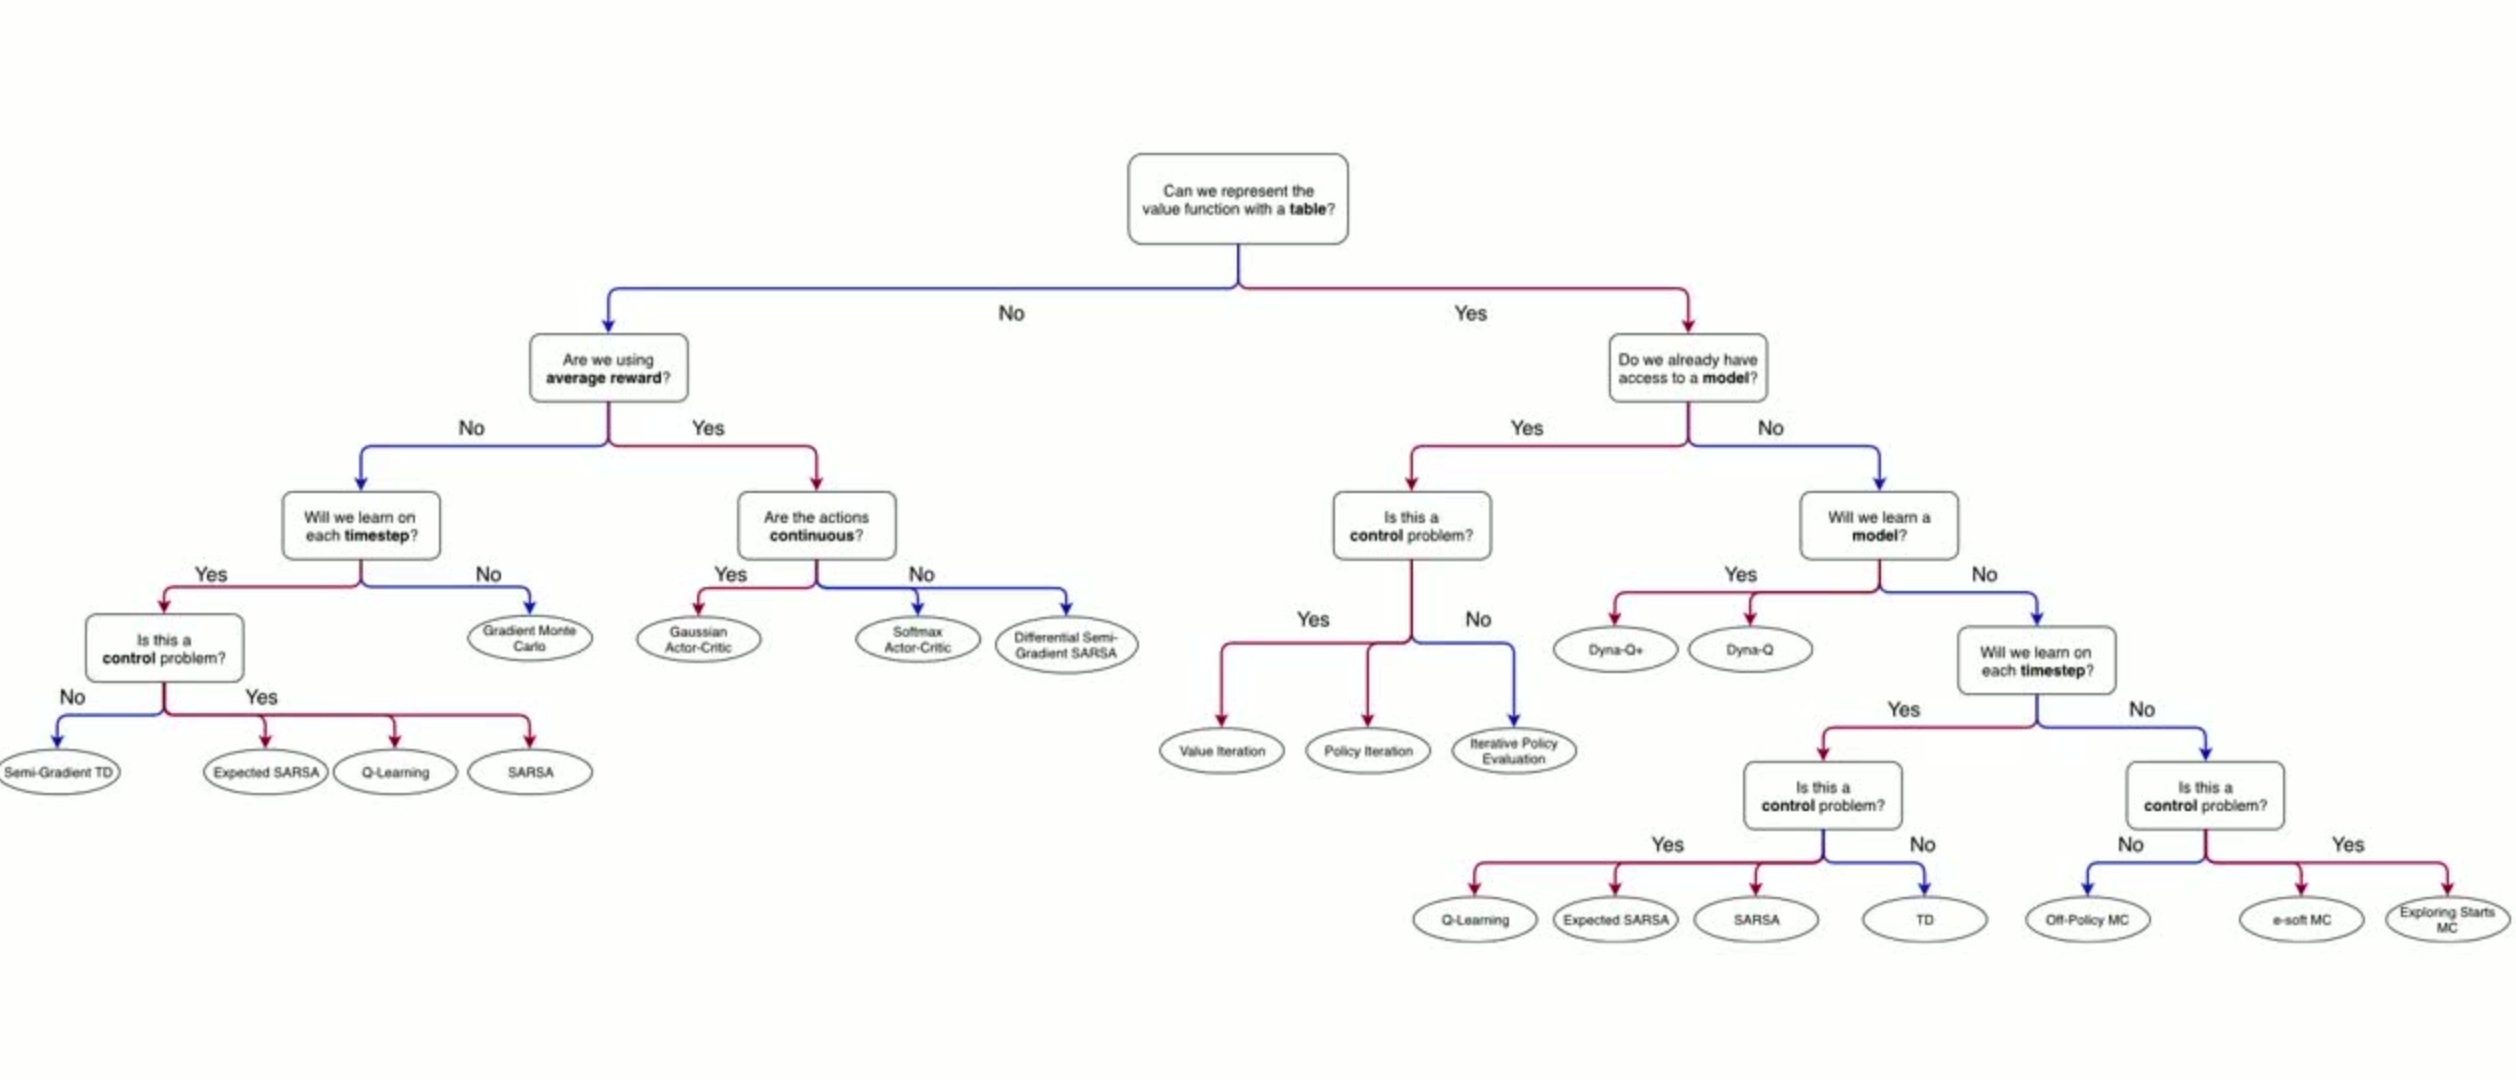 Can we represent the
value function with a table?
No
Yes
Are we using
average reward?
Do we already have
access to a model?
No
Yes
Yes
No
Will we learn on
each timestep?
Are the actions
continuous?
Is this a
control problem?
Will we learn a
model?
Yes
No
Yes
No
Yes
No
Yes
No
Is this a
control problem?
Gradient Monte
Carlo
Gaussian
Actor-Critic
Softmax
Actor-Critic
Differential Semi-
Gradient SARSA
Dyna-Q+
Dyna-Q
Will we learn on
each timestep?
No
Yes
Yes
No
Semi-Gradient TD
Expected SARSA
Q-Learning
SARSA
Value Iteration
Policy Iteration
Iterative Policy
Evaluation
Is this a
control problem?
Is this a
control problem?
Yes
No
No
Yes
Q-Learning
Expected SARSA
SARSA
TD
Off-Policy MC
e-soft MC
Exploring Starts
MC